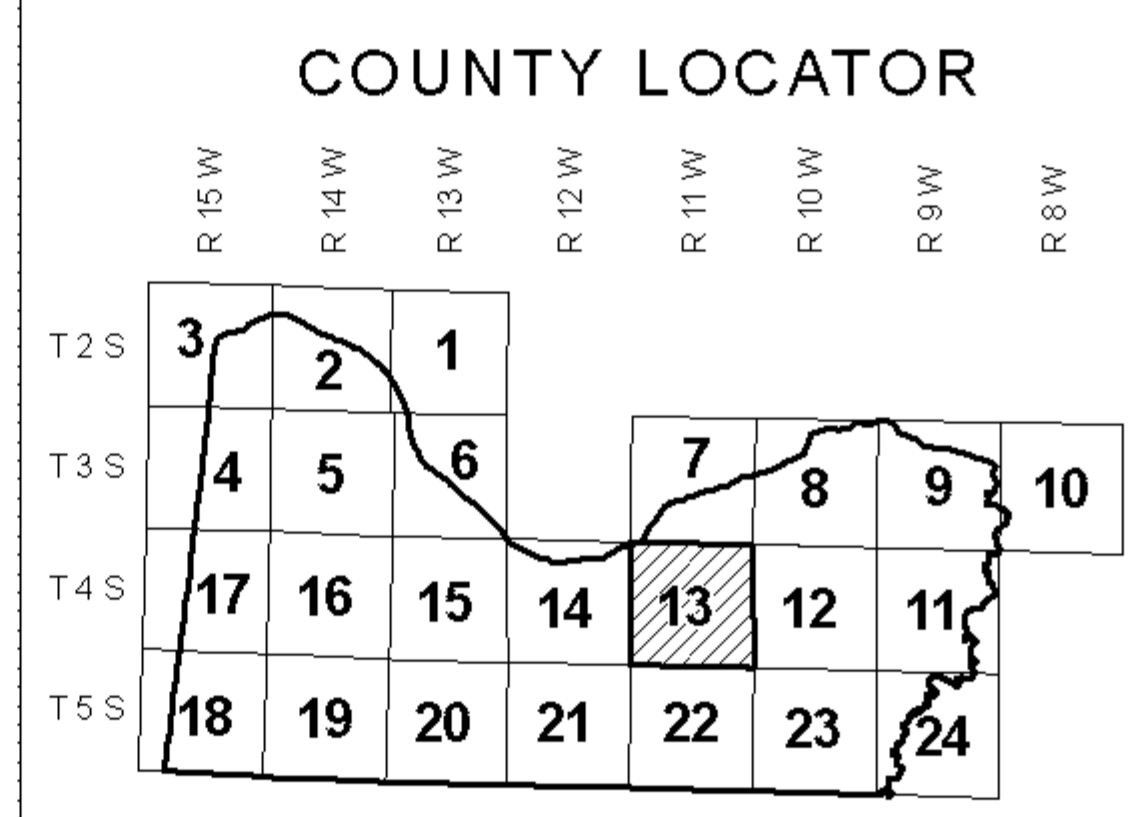 COUNTY LOCATOR
R 15 W R 14 W R 13 W R 12 W R 11 W R 10 W R 9 W R 8 W
T 2 S 3 2 1
T 3 S 4 5 6 7 8 9 10
T 4 S 17 16 15 14 13 12 11
T 5 S 18 19 20 21 22 23 24